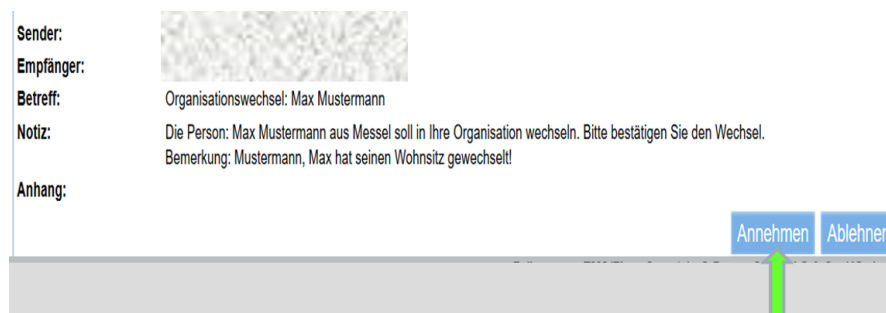 Sender:
Empfänger:
Betreff: Organisationswechsel: Max Mustermann
Notiz: Die Person: Max Mustermann aus Messel soll in Ihre Organisation wechseln. Bitte bestätigen Sie den Wechsel.
Bemerkung: Mustermann, Max hat seinen Wohnsitz gewechselt!
Anhang:
Annehmen Ablehnen